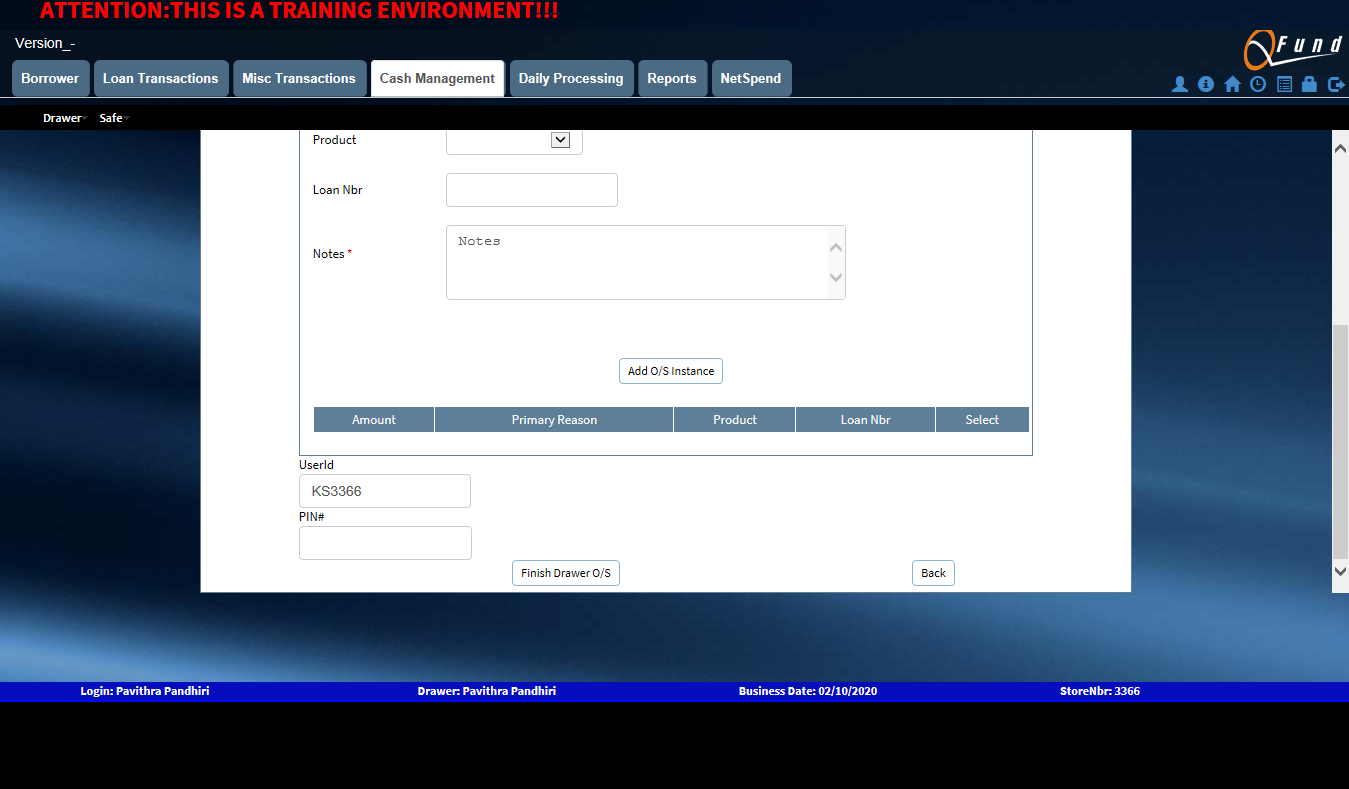 ATTENTION:THIS IS A TRAINING ENVIRONMENT!!!
Version_-
QFund
Borrower Loan Transactions Misc Transactions Cash Management Daily Processing Reports NetSpend
Drawer Safe
Product
Loan Nbr
Notes * Notes
Add O/S Instance
Amount Primary Reason Product Loan Nbr Select
UserId
KS3366
PIN#
Finish Drawer O/S Back
Login: Pavithra Pandhiri Drawer: Pavithra Pandhiri Business Date: 02/10/2020 StoreNbr: 3366